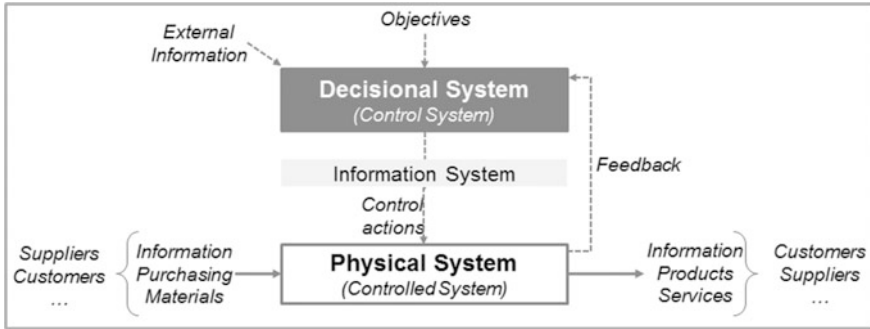 Objectives
External
Information
Decisional System
(Control System)
Information System
Feedback
Control
actions
Suppliers
Customers
...
Information
Purchasing
Materials
Physical System
(Controlled System)
Information
Products
Services
Customers
Suppliers
...